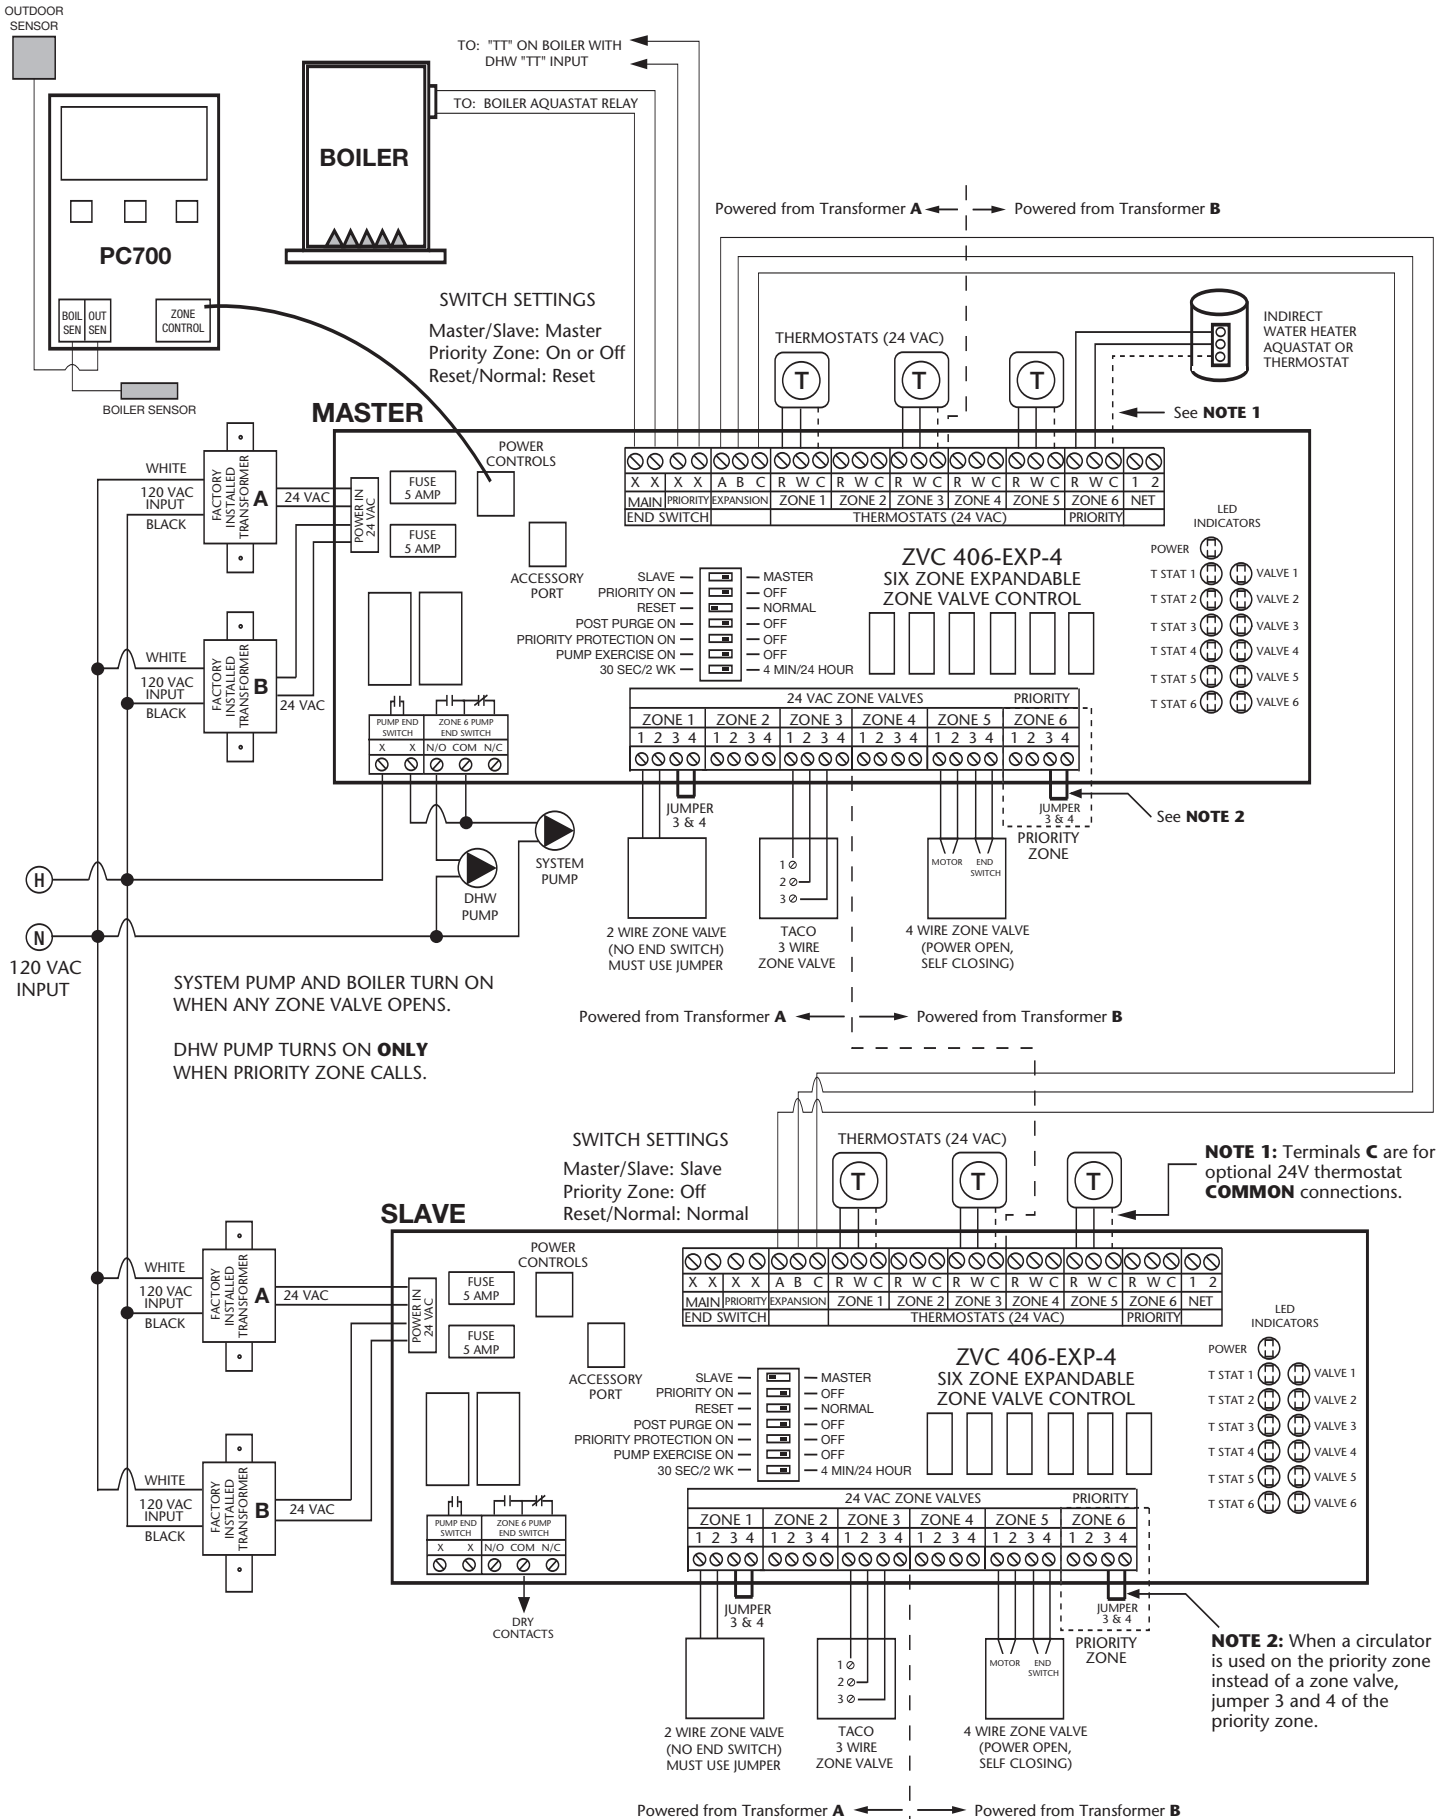 OUTDOOR
SENSOR
PC700
BOIL
SEN
OUT
SEN
ZONE
CONTROL
BOILER SENSOR
BOILER
TO: "TT" ON BOILER WITH
DHW "TT" INPUT
TO: BOILER AQUASTAT RELAY
Powered from Transformer A
Powered from Transformer B
SWITCH SETTINGS
Master/Slave: Master
Priority Zone: On or Off
Reset/Normal: Reset
THERMOSTATS (24 VAC)
T
T
T
INDIRECT
WATER HEATER
AQUASTAT OR
THERMOSTAT
See NOTE 1
MASTER
WHITE
120 VAC
INPUT
BLACK
FACTORY
INSTALLED
TRANSFORMER
A
24 VAC
POWER IN
24 VAC
FUSE
5 AMP
FUSE
5 AMP
POWER
CONTROLS
ACCESSORY
PORT
X X X X A B C R W C R W C R W C R W C R W C R W C 1 2
MAIN PRIORITY EXPANSION ZONE 1 ZONE 2 ZONE 3 ZONE 4 ZONE 5 ZONE 6 NET
END SWITCH THERMOSTATS (24 VAC) PRIORITY
SLAVE MASTER
PRIORITY ON OFF
RESET NORMAL
POST PURGE ON OFF
PRIORITY PROTECTION ON OFF
PUMP EXERCISE ON OFF
30 SEC/2 WK 4 MIN/24 HOUR
ZVC 406-EXP-4
SIX ZONE EXPANDABLE
ZONE VALVE CONTROL
LED
INDICATORS
POWER
T STAT 1 VALVE 1
T STAT 2 VALVE 2
T STAT 3 VALVE 3
T STAT 4 VALVE 4
T STAT 5 VALVE 5
T STAT 6 VALVE 6
WHITE
120 VAC
INPUT
BLACK
FACTORY
INSTALLED
TRANSFORMER
B
24 VAC
PUMP END
SWITCH
ZONE 6 PUMP
END SWITCH
X X N/O COM N/C
24 VAC ZONE VALVES PRIORITY
ZONE 1 ZONE 2 ZONE 3 ZONE 4 ZONE 5 ZONE 6
1 2 3 4 1 2 3 4 1 2 3 4 1 2 3 4 1 2 3 4 1 2 3 4
JUMPER
3 & 4
JUMPER
3 & 4
PRIORITY
ZONE
See NOTE 2
SYSTEM
PUMP
DHW
PUMP
1
2
3
MOTOR
END
SWITCH
2 WIRE ZONE VALVE
(NO END SWITCH)
MUST USE JUMPER
TACO
3 WIRE
ZONE VALVE
4 WIRE ZONE VALVE
(POWER OPEN,
SELF CLOSING)
H
N
120 VAC
INPUT
SYSTEM PUMP AND BOILER TURN ON
WHEN ANY ZONE VALVE OPENS.
DHW PUMP TURNS ON ONLY
WHEN PRIORITY ZONE CALLS.
Powered from Transformer A
Powered from Transformer B
SWITCH SETTINGS
Master/Slave: Slave
Priority Zone: Off
Reset/Normal: Normal
THERMOSTATS (24 VAC)
T
T
T
NOTE 1: Terminals C are for
optional 24V thermostat
COMMON connections.
SLAVE
WHITE
120 VAC
INPUT
BLACK
FACTORY
INSTALLED
TRANSFORMER
A
24 VAC
POWER IN
24 VAC
FUSE
5 AMP
FUSE
5 AMP
POWER
CONTROLS
ACCESSORY
PORT
X X X X A B C R W C R W C R W C R W C R W C R W C 1 2
MAIN PRIORITY EXPANSION ZONE 1 ZONE 2 ZONE 3 ZONE 4 ZONE 5 ZONE 6 NET
END SWITCH THERMOSTATS (24 VAC) PRIORITY
SLAVE MASTER
PRIORITY ON OFF
RESET NORMAL
POST PURGE ON OFF
PRIORITY PROTECTION ON OFF
PUMP EXERCISE ON OFF
30 SEC/2 WK 4 MIN/24 HOUR
ZVC 406-EXP-4
SIX ZONE EXPANDABLE
ZONE VALVE CONTROL
LED
INDICATORS
POWER
T STAT 1 VALVE 1
T STAT 2 VALVE 2
T STAT 3 VALVE 3
T STAT 4 VALVE 4
T STAT 5 VALVE 5
T STAT 6 VALVE 6
WHITE
120 VAC
INPUT
BLACK
FACTORY
INSTALLED
TRANSFORMER
B
24 VAC
PUMP END
SWITCH
ZONE 6 PUMP
END SWITCH
X X N/O COM N/C
DRY
CONTACTS
24 VAC ZONE VALVES PRIORITY
ZONE 1 ZONE 2 ZONE 3 ZONE 4 ZONE 5 ZONE 6
1 2 3 4 1 2 3 4 1 2 3 4 1 2 3 4 1 2 3 4 1 2 3 4
JUMPER
3 & 4
JUMPER
3 & 4
PRIORITY
ZONE
1
2
3
MOTOR
END
SWITCH
2 WIRE ZONE VALVE
(NO END SWITCH)
MUST USE JUMPER
TACO
3 WIRE
ZONE VALVE
4 WIRE ZONE VALVE
(POWER OPEN,
SELF CLOSING)
NOTE 2: When a circulator
is used on the priority zone
instead of a zone valve,
jumper 3 and 4 of the
priority zone.
Powered from Transformer A
Powered from Transformer B